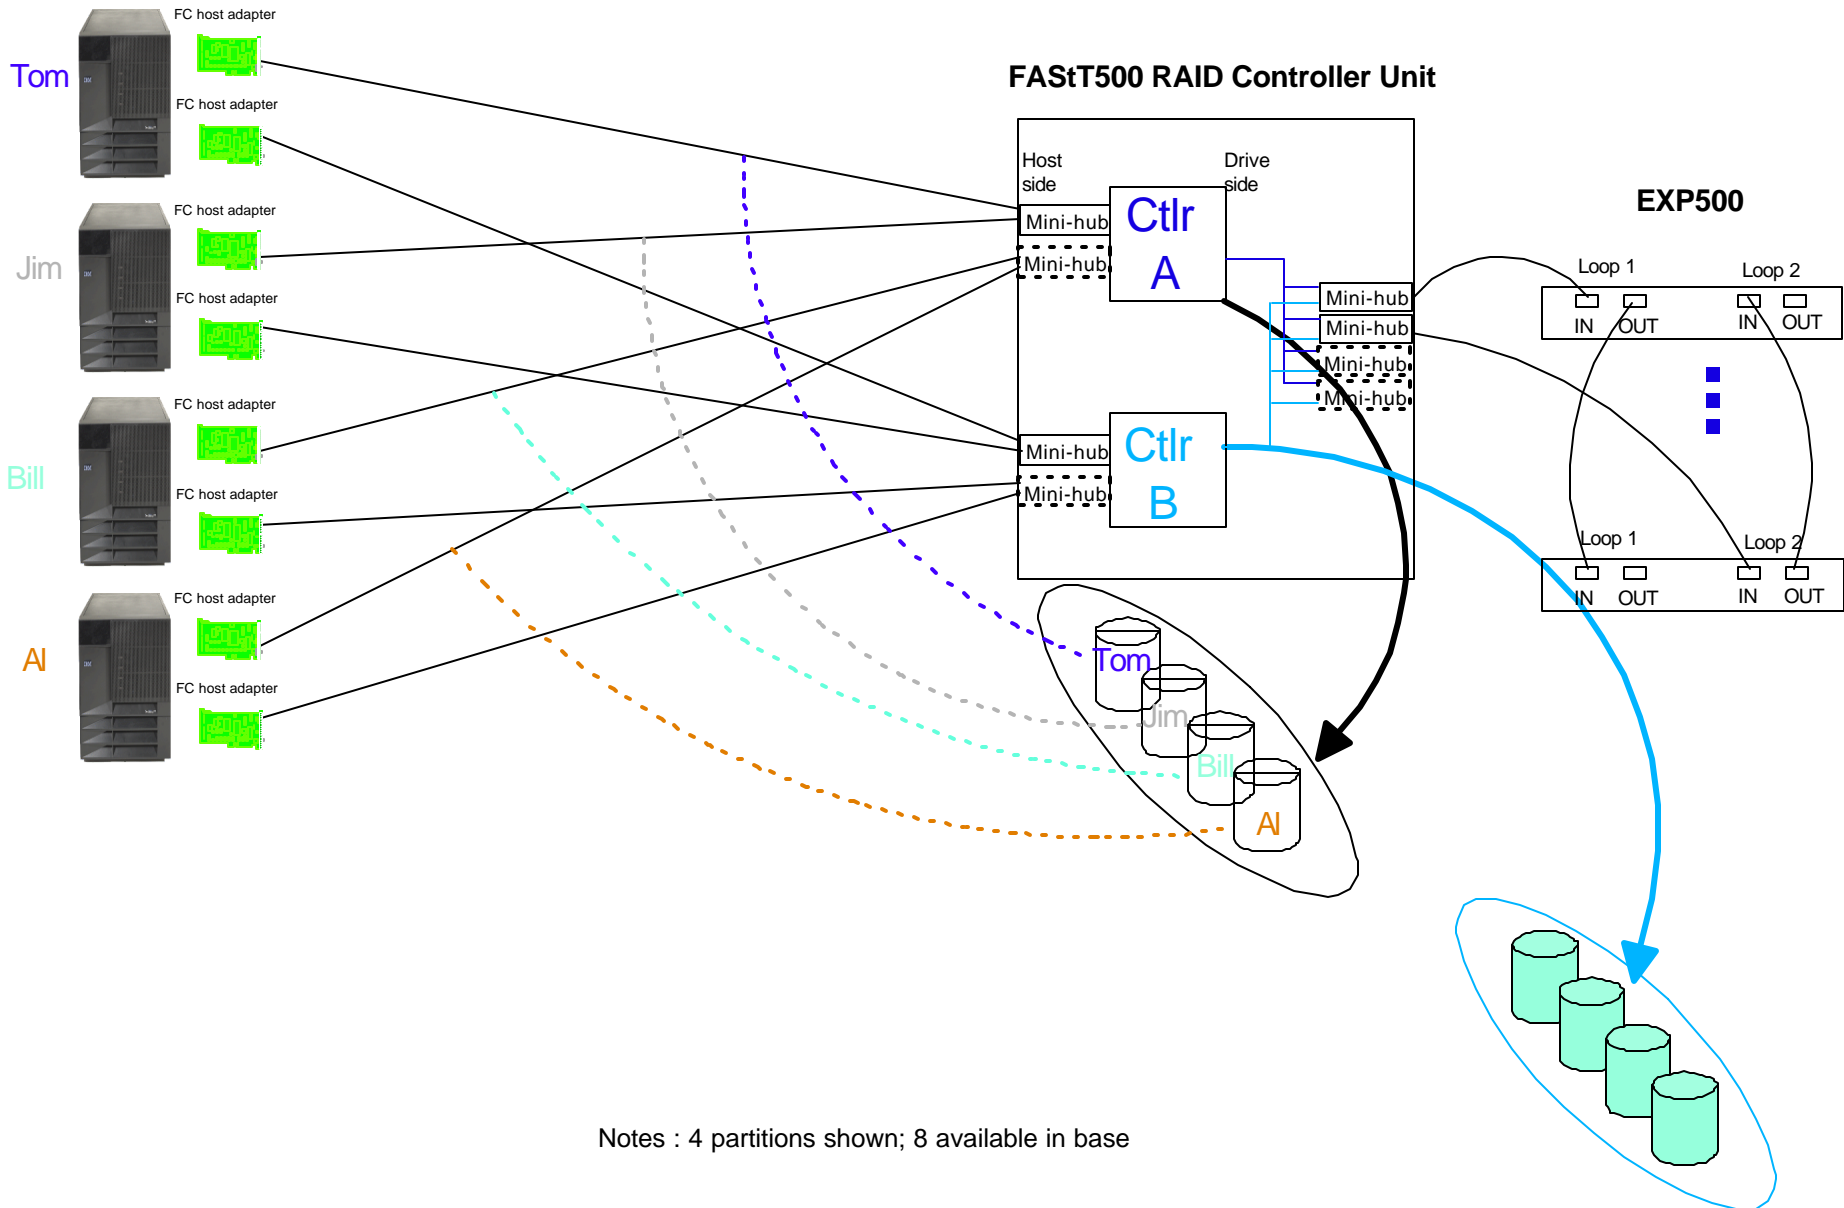 FC host adapter
Tom
FC host adapter
FC host adapter
Jim
FC host adapter
FC host adapter
Bill
FC host adapter
FC host adapter
Al
FC host adapter
FAStT500 RAID Controller Unit
Host
side
Drive
side
Mini-hub
Mini-hub
Ctlr
A
Mini-hub
Mini-hub
Mini-hub
Mini-hub
Mini-hub
Mini-hub
Ctlr
B
EXP500
Loop 1
Loop 2
IN
OUT
IN
OUT
Loop 1
Loop 2
IN
OUT
IN
OUT
Tom
Jim
Bill
Al
Notes : 4 partitions shown; 8 available in base